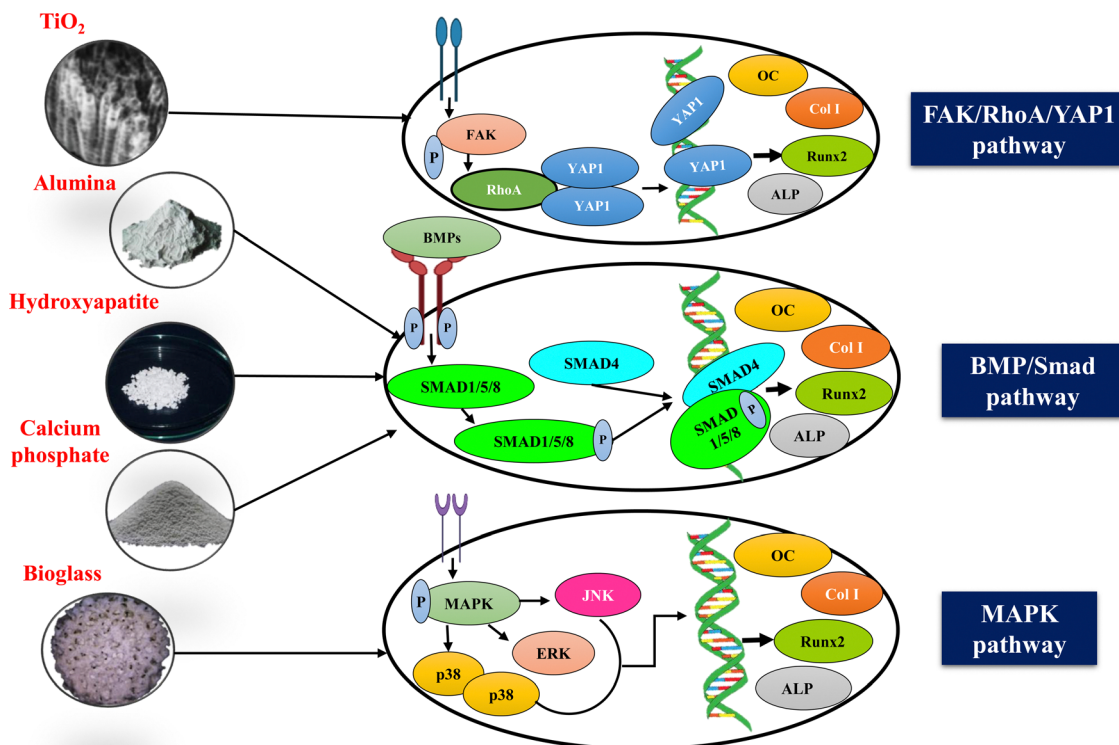 TiO₂
Alumina
Hydroxyapatite
Calcium
phosphate
Bioglass
FAK
P
RhoA
YAP1
YAP1
YAP1
YAP1
OC
Col I
Runx2
ALP
FAK/RhoA/YAP1
pathway
BMPs
P
P
SMAD1/5/8
SMAD4
SMAD1/5/8
P
SMAD4
SMAD
1/5/8
P
OC
Col I
Runx2
ALP
BMP/Smad
pathway
P
MAPK
JNK
ERK
p38
p38
OC
Col I
Runx2
ALP
MAPK
pathway